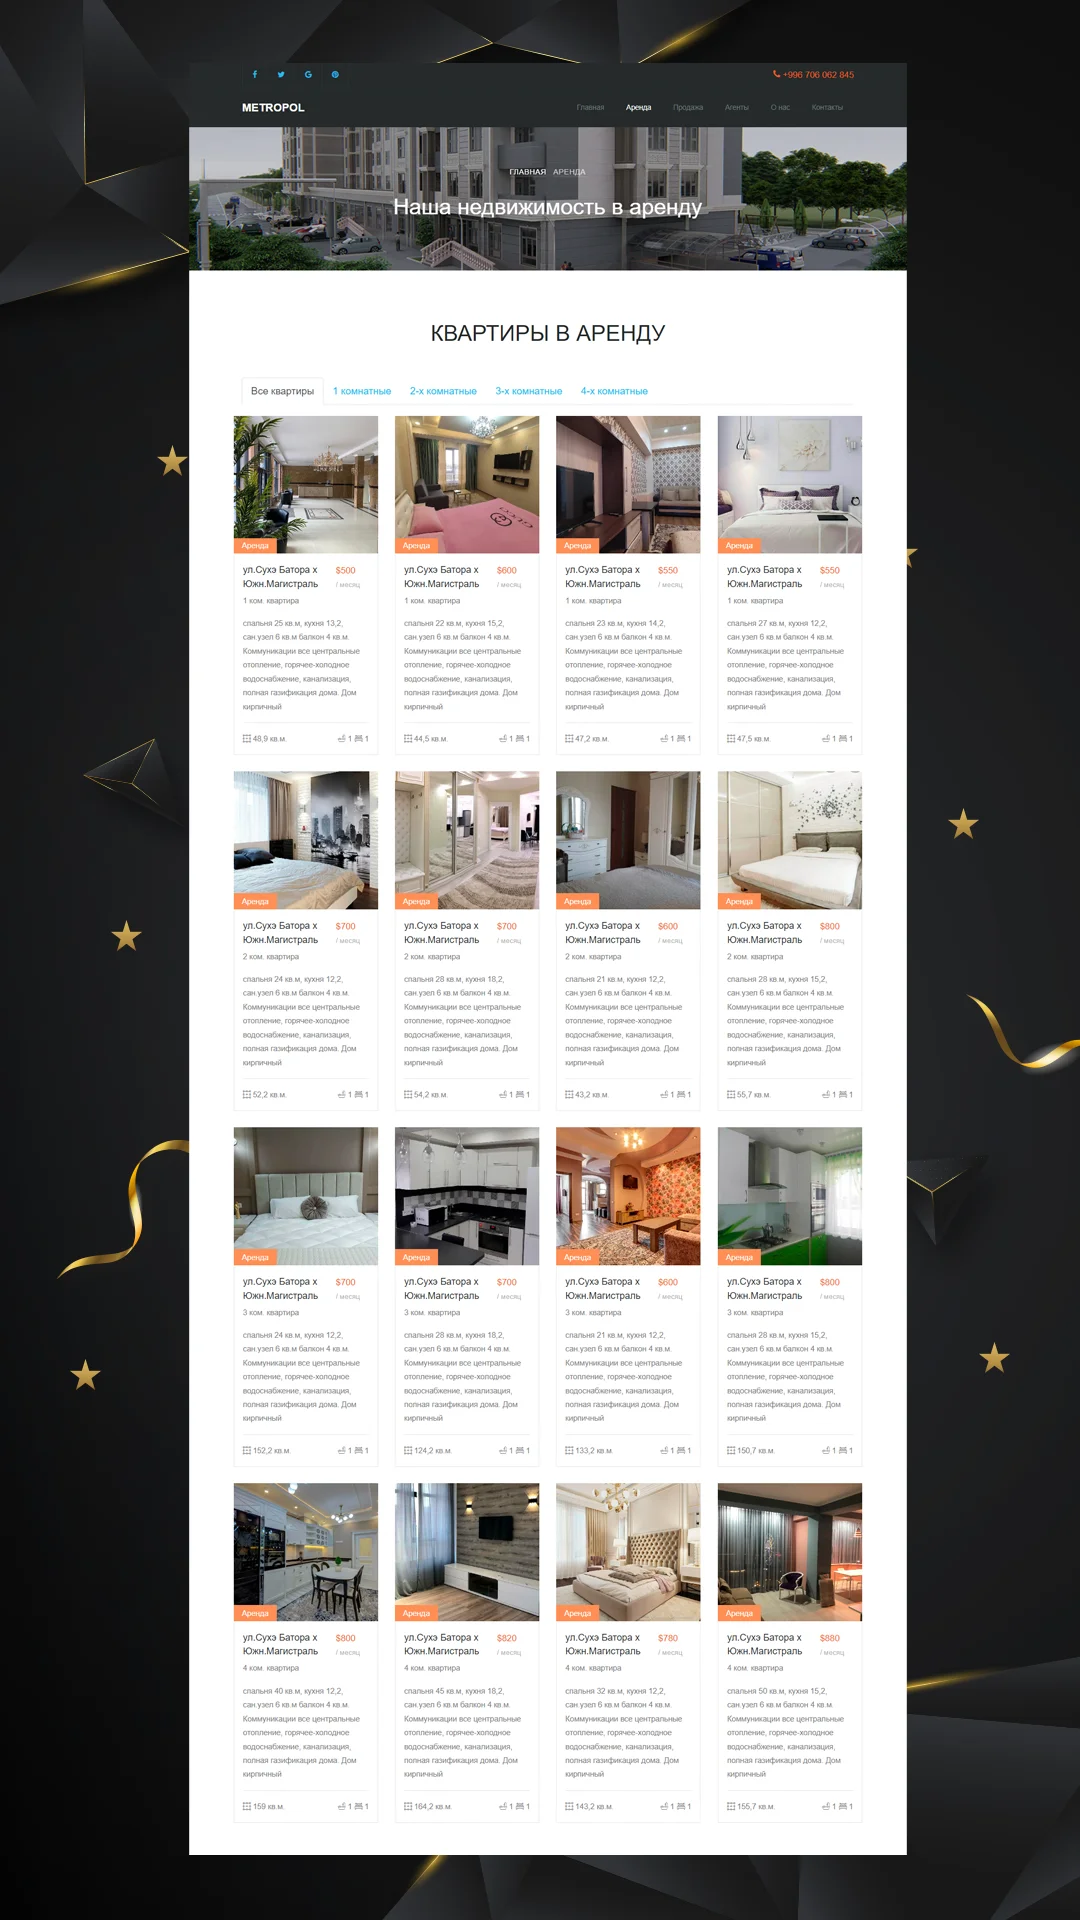 +996 706 062 845
METROPOL
Главная Аренда Продажа Агенты О нас Контакты
ГЛАВНАЯ АРЕНДА
Наша недвижимость в аренду
КВАРТИРЫ В АРЕНДУ
Все квартиры 1 комнатные 2-х комнатные 3-х комнатные 4-х комнатные
Аренда
ул.Сухэ Батора х $500
Южн.Магистраль / месяц
1 ком. квартира
спальня 25 кв.м, кухня 13,2,
сан.узел 6 кв.м балкон 4 кв.м.
Коммуникации все центральные
отопление, горячее-холодное
водоснабжение, канализация,
полная газификация дома. Дом
кирпичный
48,9 кв.м. 1 1
Аренда
ул.Сухэ Батора х $600
Южн.Магистраль / месяц
1 ком. квартира
спальня 22 кв.м, кухня 15,2,
сан.узел 6 кв.м балкон 4 кв.м.
Коммуникации все центральные
отопление, горячее-холодное
водоснабжение, канализация,
полная газификация дома. Дом
кирпичный
44,5 кв.м. 1 1
Аренда
ул.Сухэ Батора х $550
Южн.Магистраль / месяц
1 ком. квартира
спальня 23 кв.м, кухня 14,2,
сан.узел 6 кв.м балкон 4 кв.м.
Коммуникации все центральные
отопление, горячее-холодное
водоснабжение, канализация,
полная газификация дома. Дом
кирпичный
47,2 кв.м. 1 1
Аренда
ул.Сухэ Батора х $550
Южн.Магистраль / месяц
1 ком. квартира
спальня 27 кв.м, кухня 12,2,
сан.узел 6 кв.м балкон 4 кв.м.
Коммуникации все центральные
отопление, горячее-холодное
водоснабжение, канализация,
полная газификация дома. Дом
кирпичный
47,5 кв.м. 1 1
Аренда
ул.Сухэ Батора х $700
Южн.Магистраль / месяц
2 ком. квартира
спальня 24 кв.м, кухня 12,2,
сан.узел 6 кв.м балкон 4 кв.м.
Коммуникации все центральные
отопление, горячее-холодное
водоснабжение, канализация,
полная газификация дома. Дом
кирпичный
52,2 кв.м. 1 1
Аренда
ул.Сухэ Батора х $700
Южн.Магистраль / месяц
2 ком. квартира
спальня 28 кв.м, кухня 18,2,
сан.узел 6 кв.м балкон 4 кв.м.
Коммуникации все центральные
отопление, горячее-холодное
водоснабжение, канализация,
полная газификация дома. Дом
кирпичный
54,2 кв.м. 1 1
Аренда
ул.Сухэ Батора х $600
Южн.Магистраль / месяц
2 ком. квартира
спальня 21 кв.м, кухня 12,2,
сан.узел 6 кв.м балкон 4 кв.м.
Коммуникации все центральные
отопление, горячее-холодное
водоснабжение, канализация,
полная газификация дома. Дом
кирпичный
43,2 кв.м. 1 1
Аренда
ул.Сухэ Батора х $800
Южн.Магистраль / месяц
2 ком. квартира
спальня 28 кв.м, кухня 15,2,
сан.узел 6 кв.м балкон 4 кв.м.
Коммуникации все центральные
отопление, горячее-холодное
водоснабжение, канализация,
полная газификация дома. Дом
кирпичный
55,7 кв.м. 1 1
Аренда
ул.Сухэ Батора х $700
Южн.Магистраль / месяц
3 ком. квартира
спальня 24 кв.м, кухня 12,2,
сан.узел 6 кв.м балкон 4 кв.м.
Коммуникации все центральные
отопление, горячее-холодное
водоснабжение, канализация,
полная газификация дома. Дом
кирпичный
152,2 кв.м. 1 1
Аренда
ул.Сухэ Батора х $700
Южн.Магистраль / месяц
3 ком. квартира
спальня 28 кв.м, кухня 18,2,
сан.узел 6 кв.м балкон 4 кв.м.
Коммуникации все центральные
отопление, горячее-холодное
водоснабжение, канализация,
полная газификация дома. Дом
кирпичный
124,2 кв.м. 1 1
Аренда
ул.Сухэ Батора х $600
Южн.Магистраль / месяц
3 ком. квартира
спальня 21 кв.м, кухня 12,2,
сан.узел 6 кв.м балкон 4 кв.м.
Коммуникации все центральные
отопление, горячее-холодное
водоснабжение, канализация,
полная газификация дома. Дом
кирпичный
133,2 кв.м. 1 1
Аренда
ул.Сухэ Батора х $800
Южн.Магистраль / месяц
3 ком. квартира
спальня 28 кв.м, кухня 15,2,
сан.узел 6 кв.м балкон 4 кв.м.
Коммуникации все центральные
отопление, горячее-холодное
водоснабжение, канализация,
полная газификация дома. Дом
кирпичный
150,7 кв.м. 1 1
Аренда
ул.Сухэ Батора х $800
Южн.Магистраль / месяц
4 ком. квартира
спальня 40 кв.м, кухня 12,2,
сан.узел 6 кв.м балкон 4 кв.м.
Коммуникации все центральные
отопление, горячее-холодное
водоснабжение, канализация,
полная газификация дома. Дом
кирпичный
159 кв.м. 1 1
Аренда
ул.Сухэ Батора х $820
Южн.Магистраль / месяц
4 ком. квартира
спальня 45 кв.м, кухня 18,2,
сан.узел 6 кв.м балкон 4 кв.м.
Коммуникации все центральные
отопление, горячее-холодное
водоснабжение, канализация,
полная газификация дома. Дом
кирпичный
164,2 кв.м. 1 1
Аренда
ул.Сухэ Батора х $780
Южн.Магистраль / месяц
4 ком. квартира
спальня 32 кв.м, кухня 12,2,
сан.узел 6 кв.м балкон 4 кв.м.
Коммуникации все центральные
отопление, горячее-холодное
водоснабжение, канализация,
полная газификация дома. Дом
кирпичный
143,2 кв.м. 1 1
Аренда
ул.Сухэ Батора х $880
Южн.Магистраль / месяц
4 ком. квартира
спальня 50 кв.м, кухня 15,2,
сан.узел 6 кв.м балкон 4 кв.м.
Коммуникации все центральные
отопление, горячее-холодное
водоснабжение, канализация,
полная газификация дома. Дом
кирпичный
155,7 кв.м. 1 1